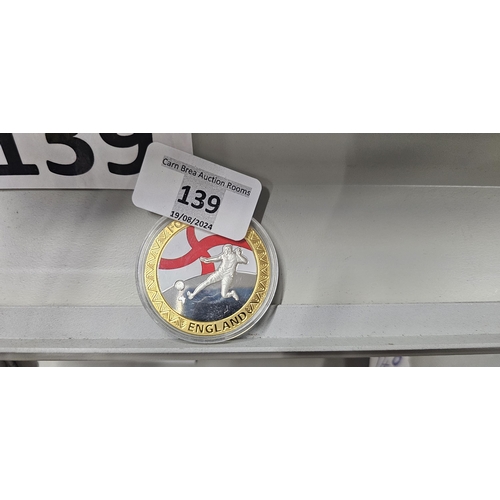 139
Carn Brea Auction Rooms
139
19/08/2024
ENGLAND